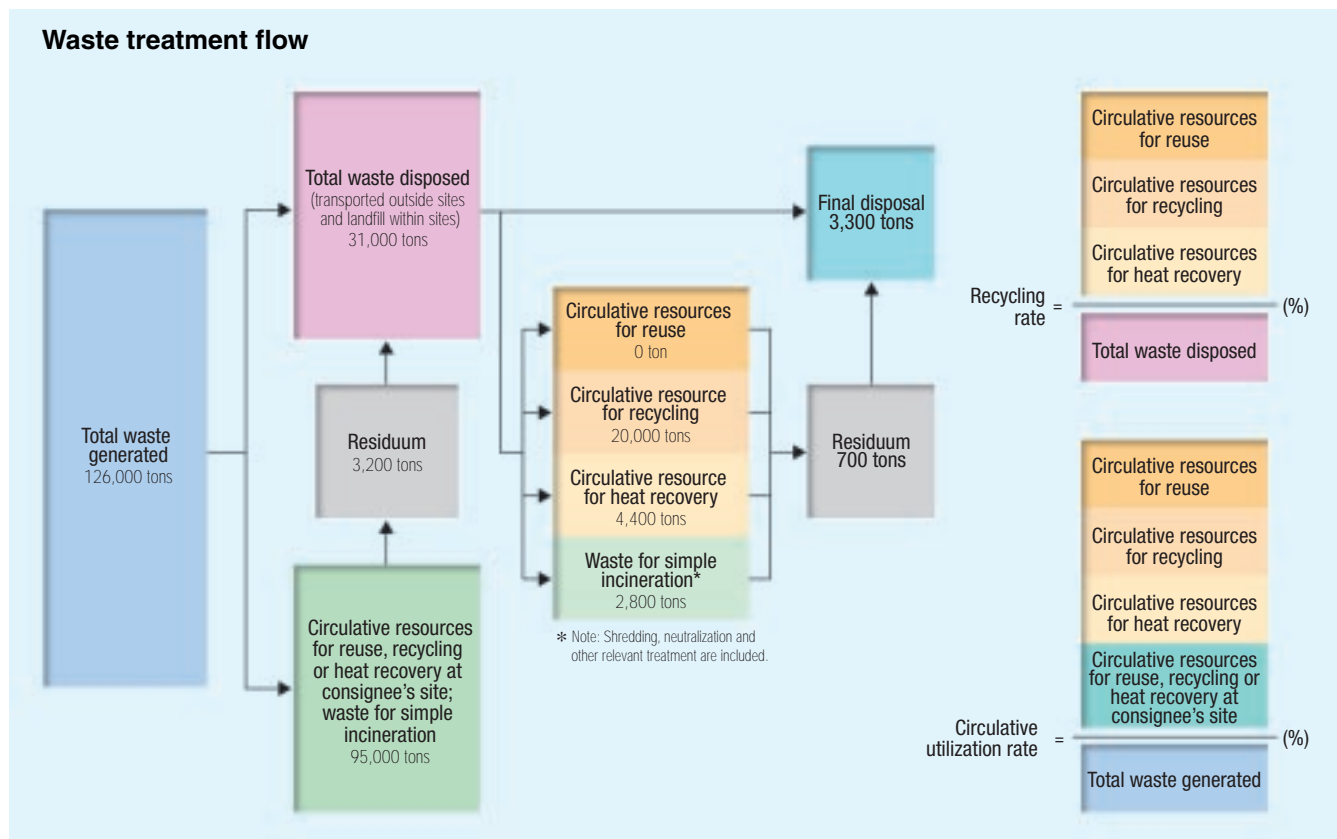 Waste treatment flow
Total waste
generated
126,000 tons
Total waste disposed
(transported outside sites
and landfill within sites)
31,000 tons
Residuum
3,200 tons
Circulative resources
for reuse, recycling
or heat recovery at
consignee's site;
waste for simple
incineration
95,000 tons
Circulative resources
for reuse
0 ton
Circulative resource
for recycling
20,000 tons
Circulative resource
for heat recovery
4,400 tons
Waste for simple
incineration*
2,800 tons
* Note: Shredding, neutralization and
other relevant treatment are included.
Final disposal
3,300 tons
Residuum
700 tons
Recycling
rate
=
Circulative resources
for reuse
Circulative resources
for recycling
Circulative resources
for heat recovery
Total waste disposed
(%)
Circulative
utilization rate
=
Circulative resources
for reuse
Circulative resources
for recycling
Circulative resources
for heat recovery
Circulative resources
for reuse, recycling or
heat recovery at
consignee's site
Total waste generated
(%)